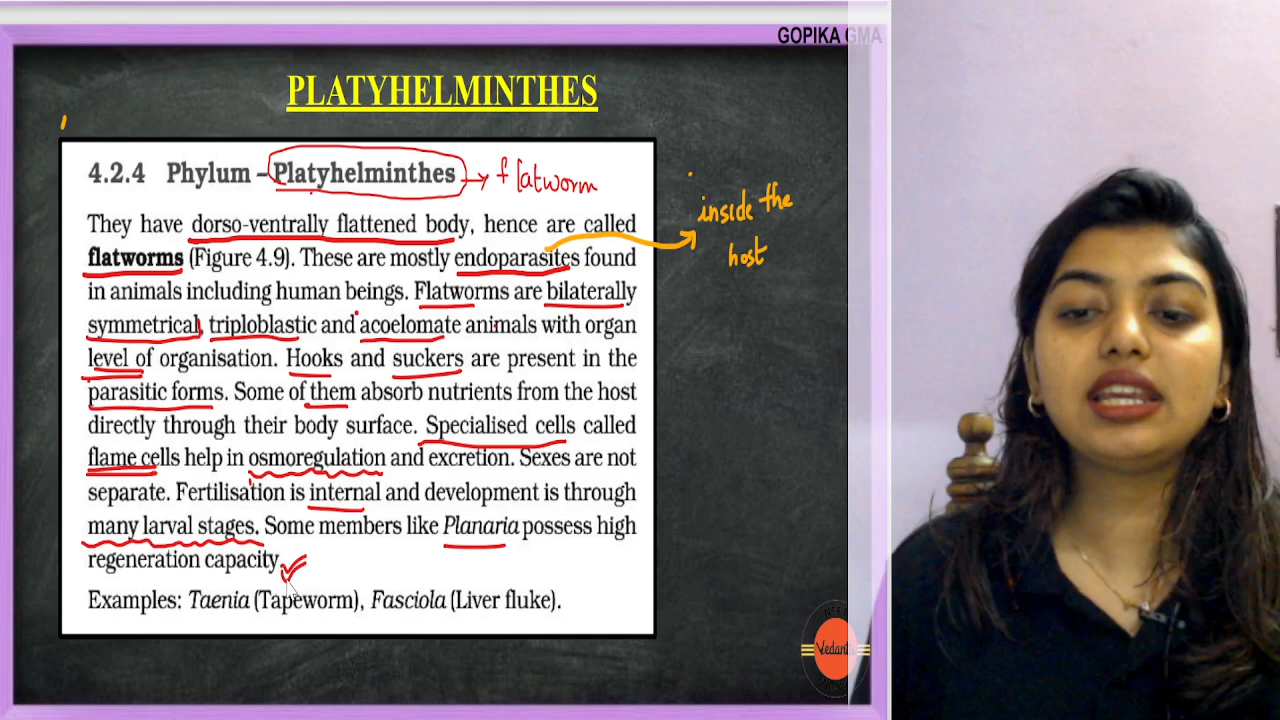 GOPIKA GMA
PLATYHELMINTHES
4.2.4 Phylum – Platyhelminthes → flatworm
They have dorso-ventrally flattened body, hence are called
flatworms (Figure 4.9). These are mostly endoparasites found
in animals including human beings. Flatworms are bilaterally
symmetrical, triploblastic and acoelomate animals with organ
level of organisation. Hooks and suckers are present in the
parasitic forms. Some of them absorb nutrients from the host
directly through their body surface. Specialised cells called
flame cells help in osmoregulation and excretion. Sexes are not
separate. Fertilisation is internal and development is through
many larval stages. Some members like Planaria possess high
regeneration capacity.
Examples: Taenia (Tapeworm), Fasciola (Liver fluke).
inside the
host